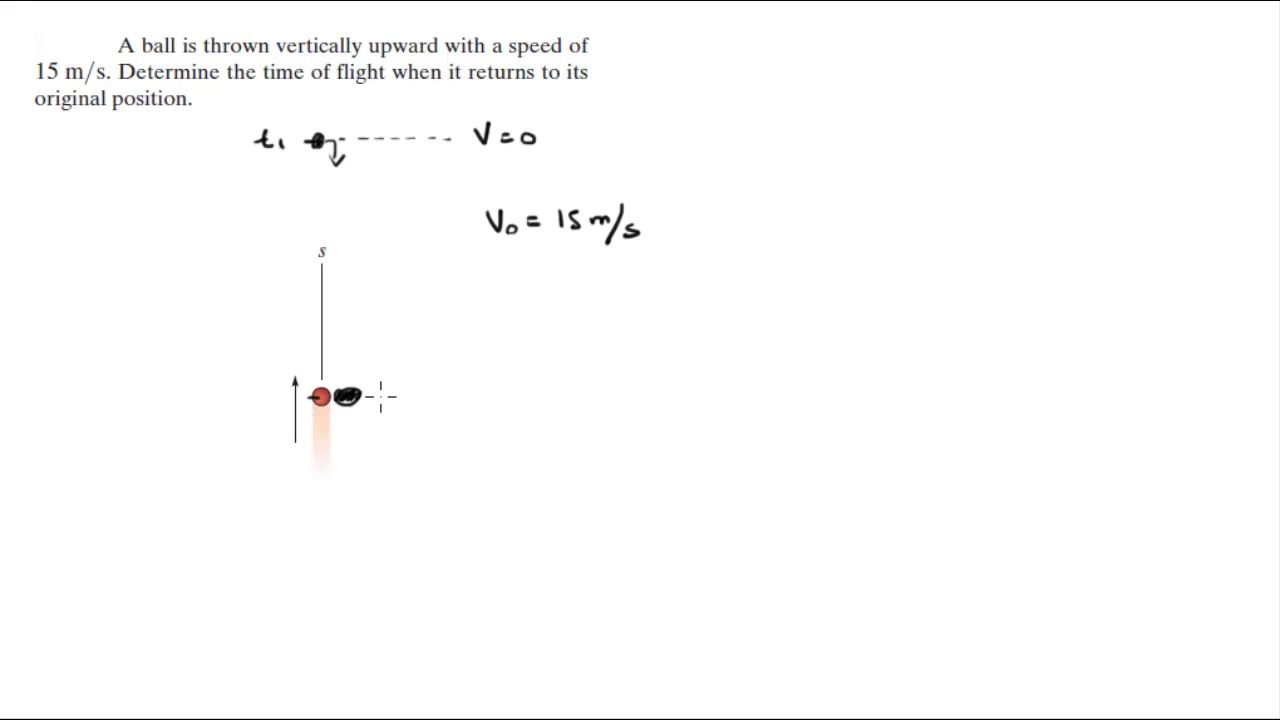 A ball is thrown vertically upward with a speed of
15 m/s. Determine the time of flight when it returns to its
original position.
t₁ V=0
V₀ = 15 m/s
s